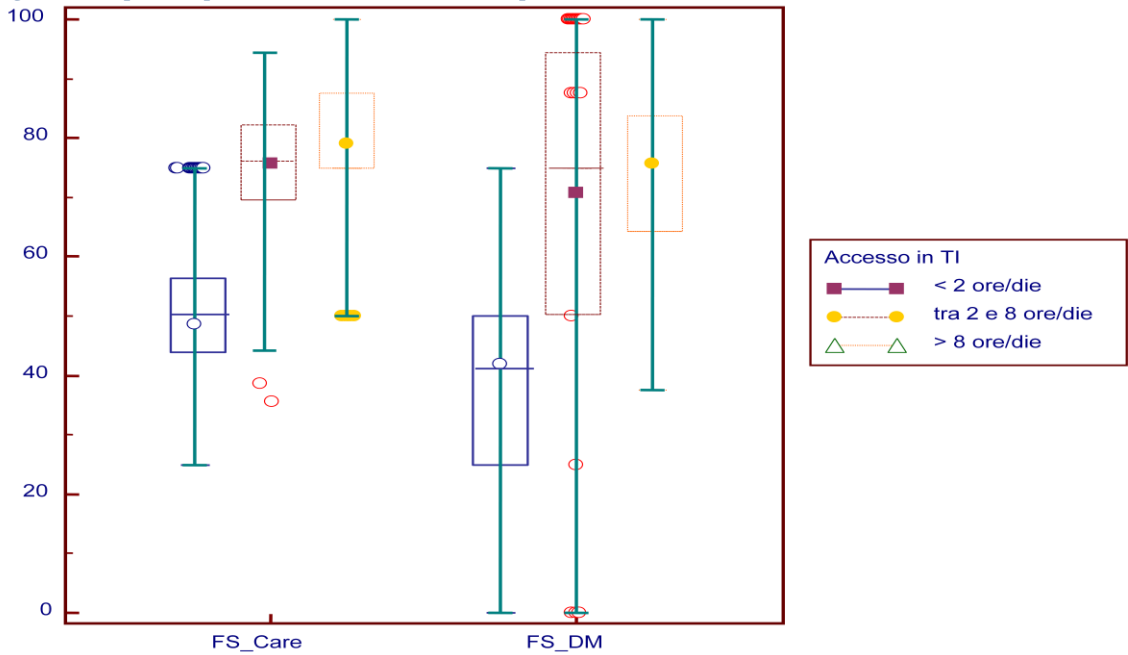 100
80
60
40
20
0
FS_Care
FS_DM
Accesso in TI
< 2 ore/die
tra 2 e 8 ore/die
> 8 ore/die